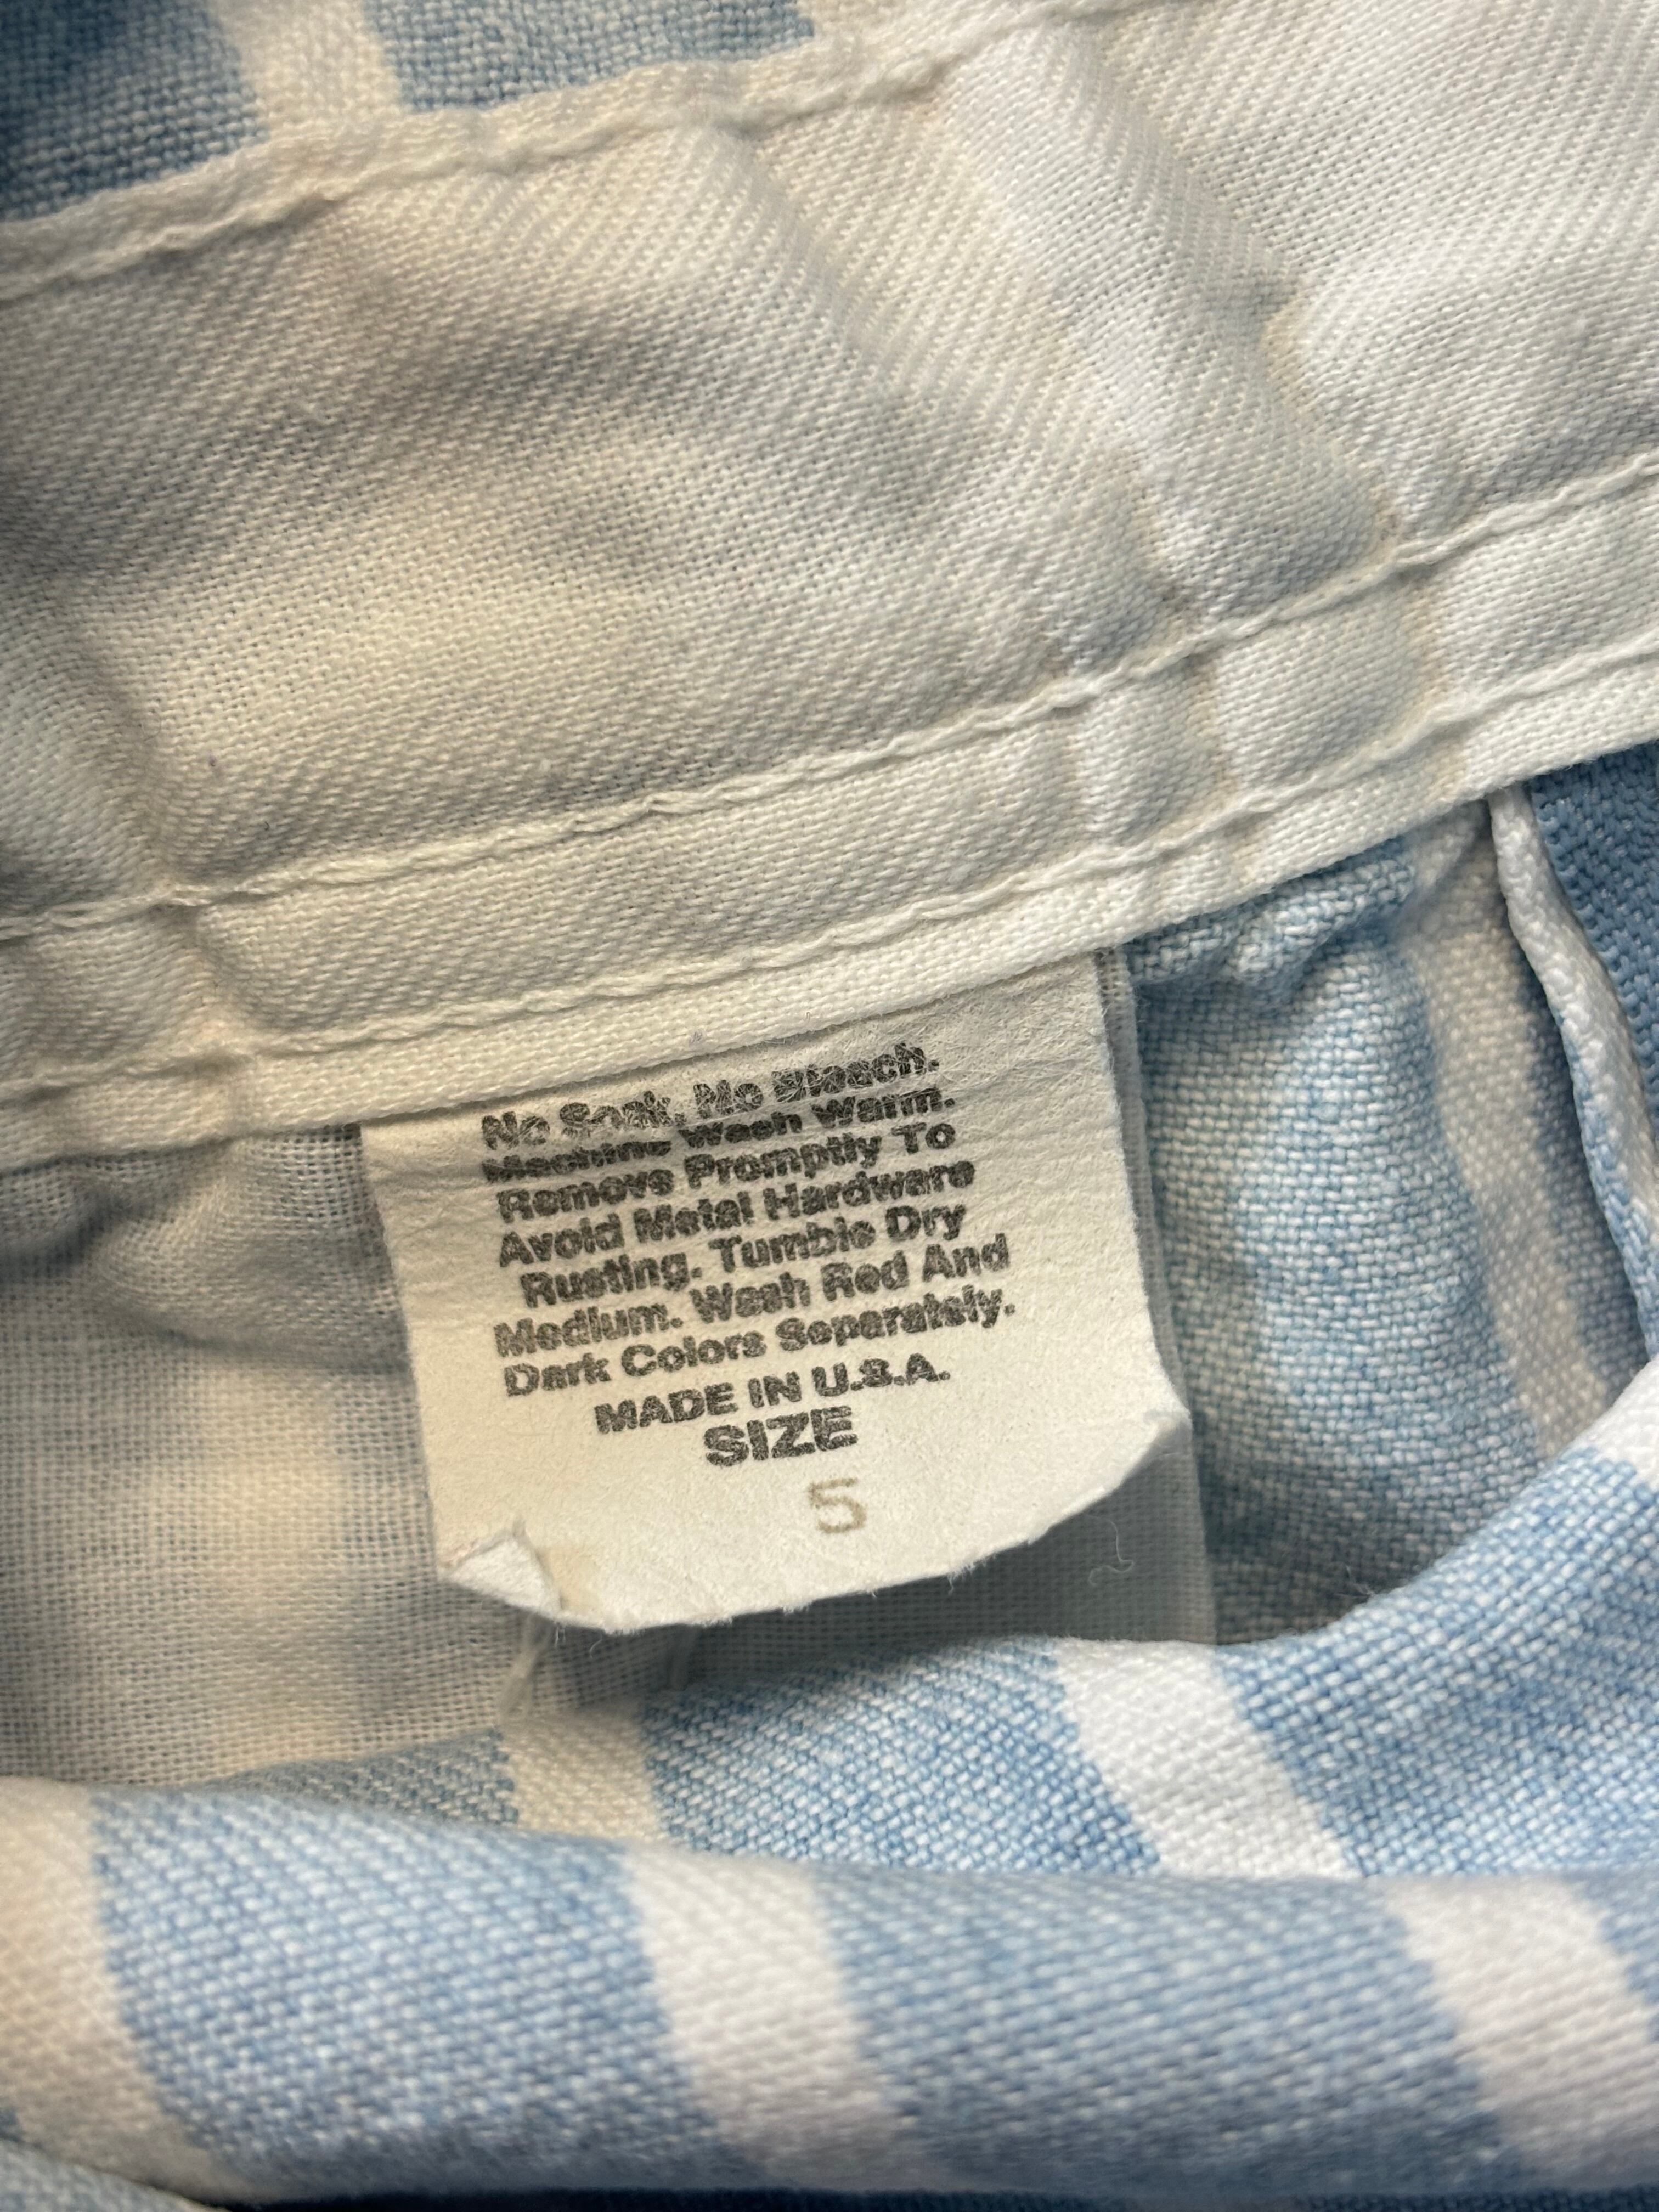 No Soak, No Bleach.
Machine Wash Warm.
Remove Promptly To
Avoid Metal Hardware
Rusting. Tumble Dry
Medium. Wash Red And
Dark Colors Separately.
MADE IN U.S.A.
SIZE
5